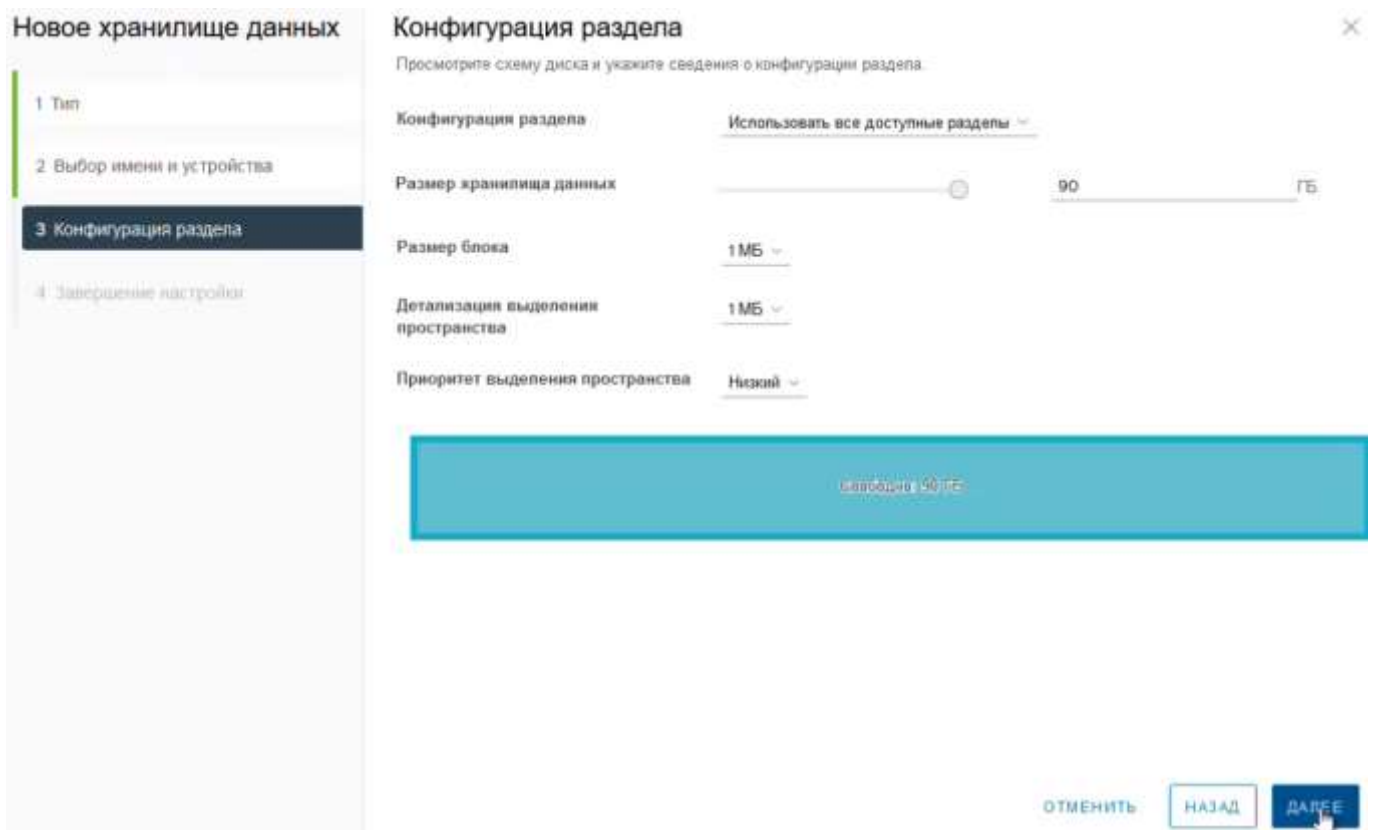 Новое хранилище данных
1 Тип
2 Выбор имени и устройства
3 Конфигурация раздела
4 Завершение настройки
Конфигурация раздела
Просмотрите схему диска и укажите сведения о конфигурации раздела.
Конфигурация раздела
Использовать все доступные разделы
Размер хранилища данных
90
ГБ
Размер блока
1 МБ
Детализация выделения
пространства
1 МБ
Приоритет выделения пространства
Низкий
Свободно: 90 ГБ
ОТМЕНИТЬ
НАЗАД
ДАЛЕЕ